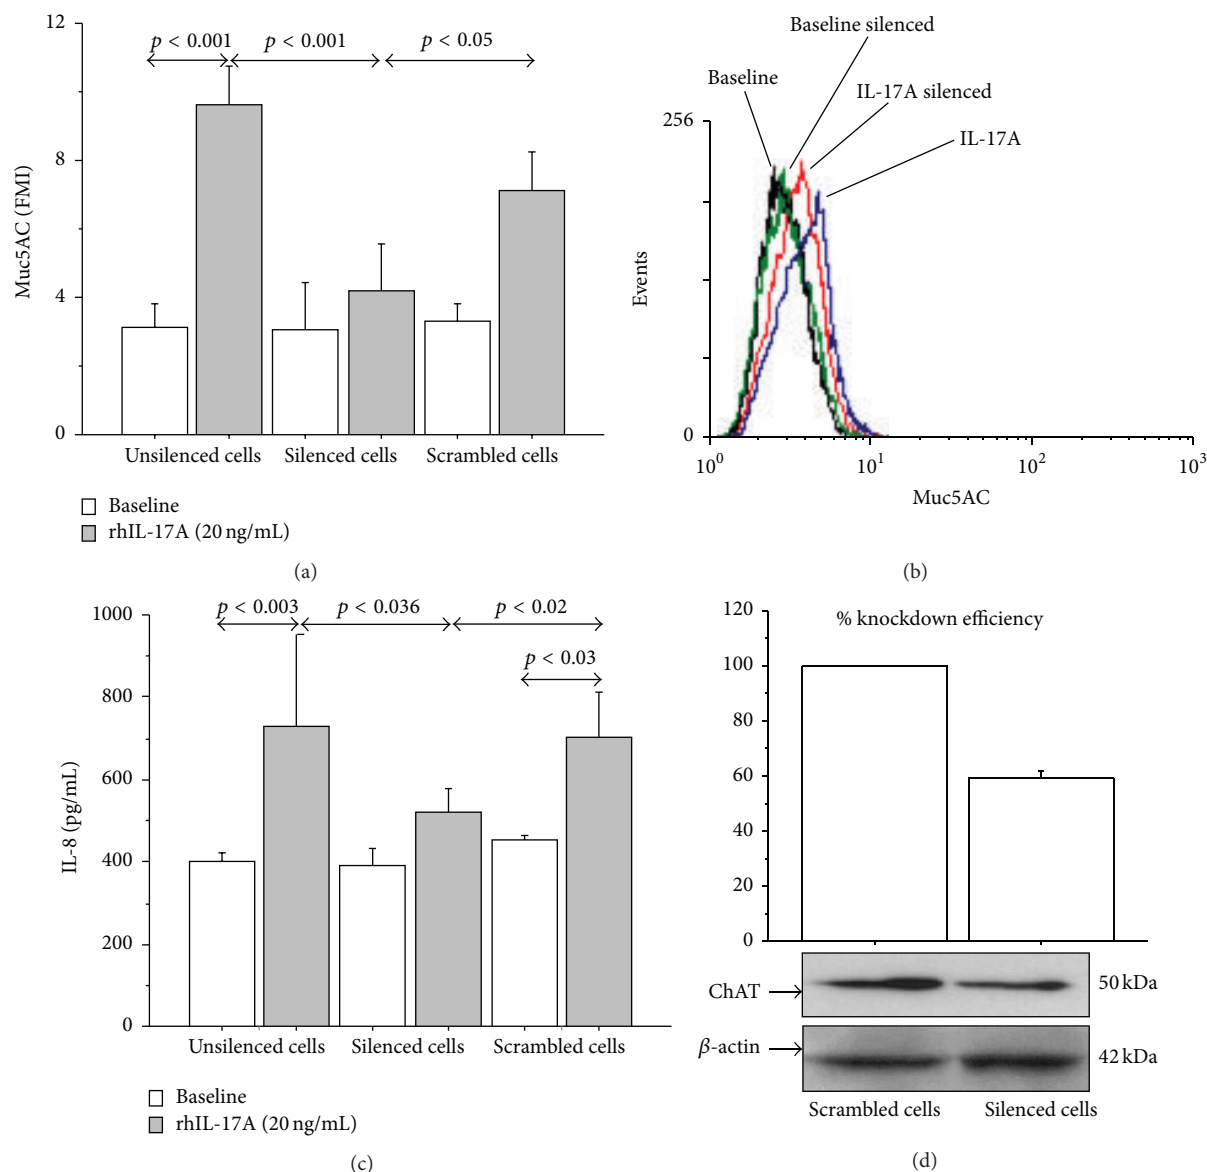 12
8
4
0
Muc5AC (FMI)
p < 0.001
p < 0.001
p < 0.05
Unsilenced cells
Silenced cells
Scrambled cells
Baseline
rhIL-17A (20 ng/mL)
(a)
Baseline silenced
Baseline
IL-17A silenced
IL-17A
256
Events
0
10⁰
10¹
10²
10³
Muc5AC
(b)
1000
800
600
400
200
0
IL-8 (pg/mL)
p < 0.003
p < 0.036
p < 0.02
p < 0.03
Unsilenced cells
Silenced cells
Scrambled cells
Baseline
rhIL-17A (20 ng/mL)
(c)
120
100
80
60
40
20
0
% knockdown efficiency
ChAT
50 kDa
β-actin
42 kDa
Scrambled cells
Silenced cells
(d)